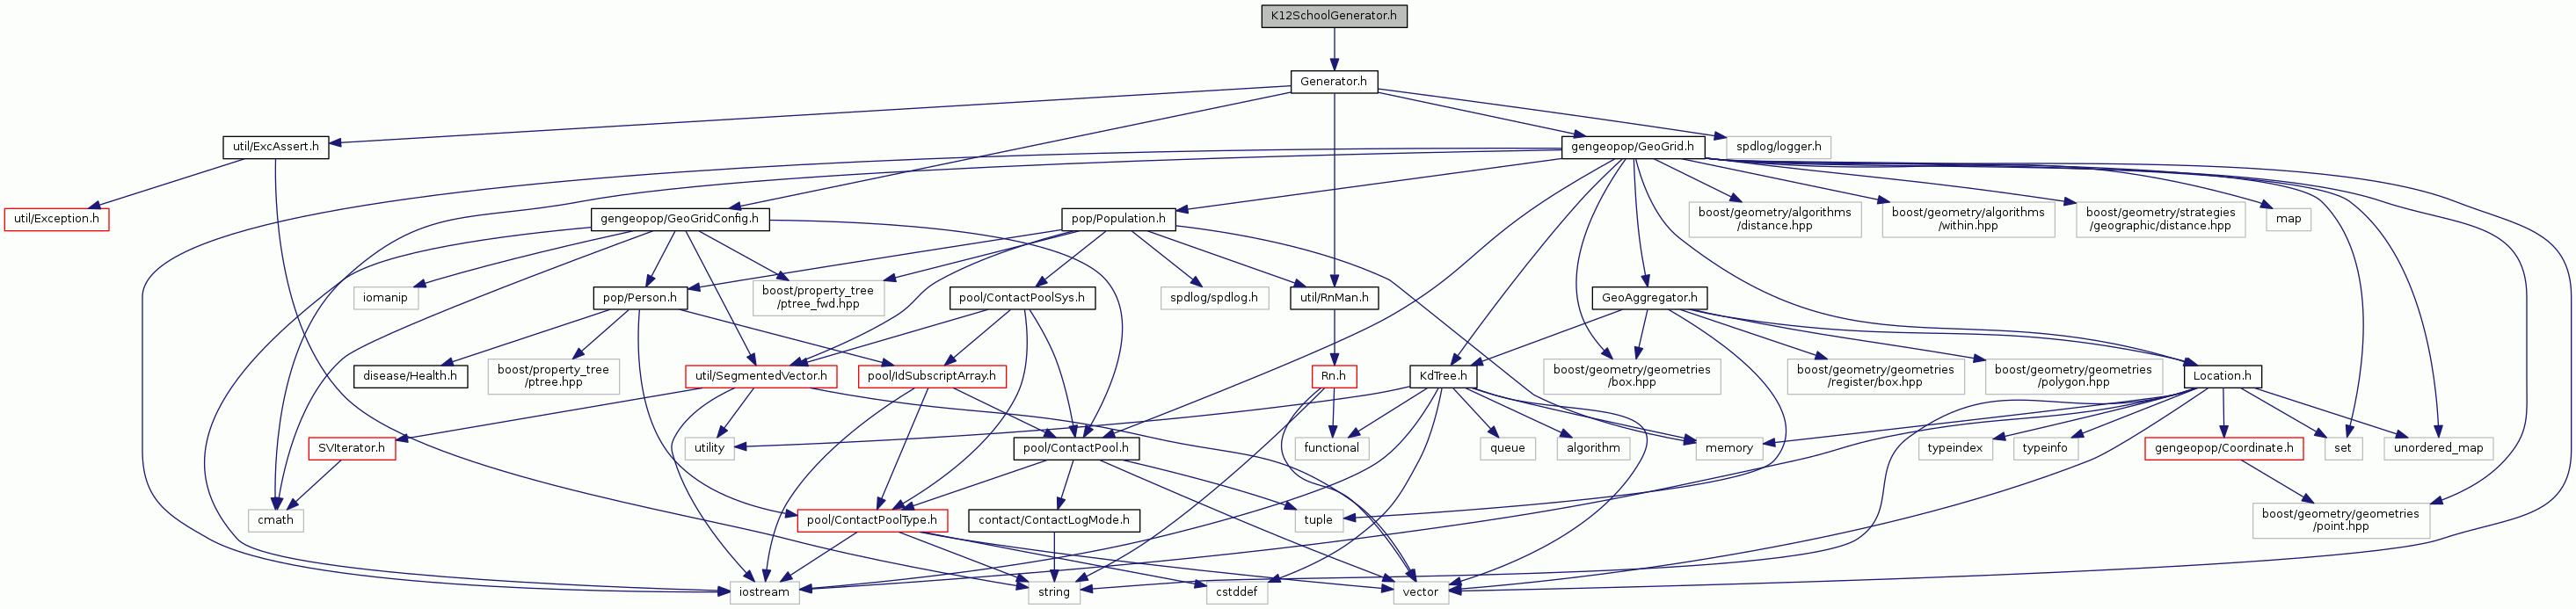 K12SchoolGenerator.h
Generator.h
util/ExcAssert.h
gengeopop/GeoGrid.h
spdlog/logger.h
util/Exception.h
gengeopop/GeoGridConfig.h
pop/Population.h
boost/geometry/algorithms
/distance.hpp
boost/geometry/algorithms
/within.hpp
boost/geometry/strategies
/geographic/distance.hpp
map
iomanip
pop/Person.h
boost/property_tree
/ptree_fwd.hpp
pool/ContactPoolSys.h
spdlog/spdlog.h
util/RnMan.h
GeoAggregator.h
disease/Health.h
boost/property_tree
/ptree.hpp
util/SegmentedVector.h
pool/IdSubscriptArray.h
Rn.h
KdTree.h
boost/geometry/geometries
/box.hpp
boost/geometry/geometries
/register/box.hpp
boost/geometry/geometries
/polygon.hpp
Location.h
SVIterator.h
utility
pool/ContactPool.h
functional
queue
algorithm
memory
typeindex
typeinfo
gengeopop/Coordinate.h
set
unordered_map
cmath
pool/ContactPoolType.h
contact/ContactLogMode.h
tuple
boost/geometry/geometries
/point.hpp
iostream
string
cstddef
vector